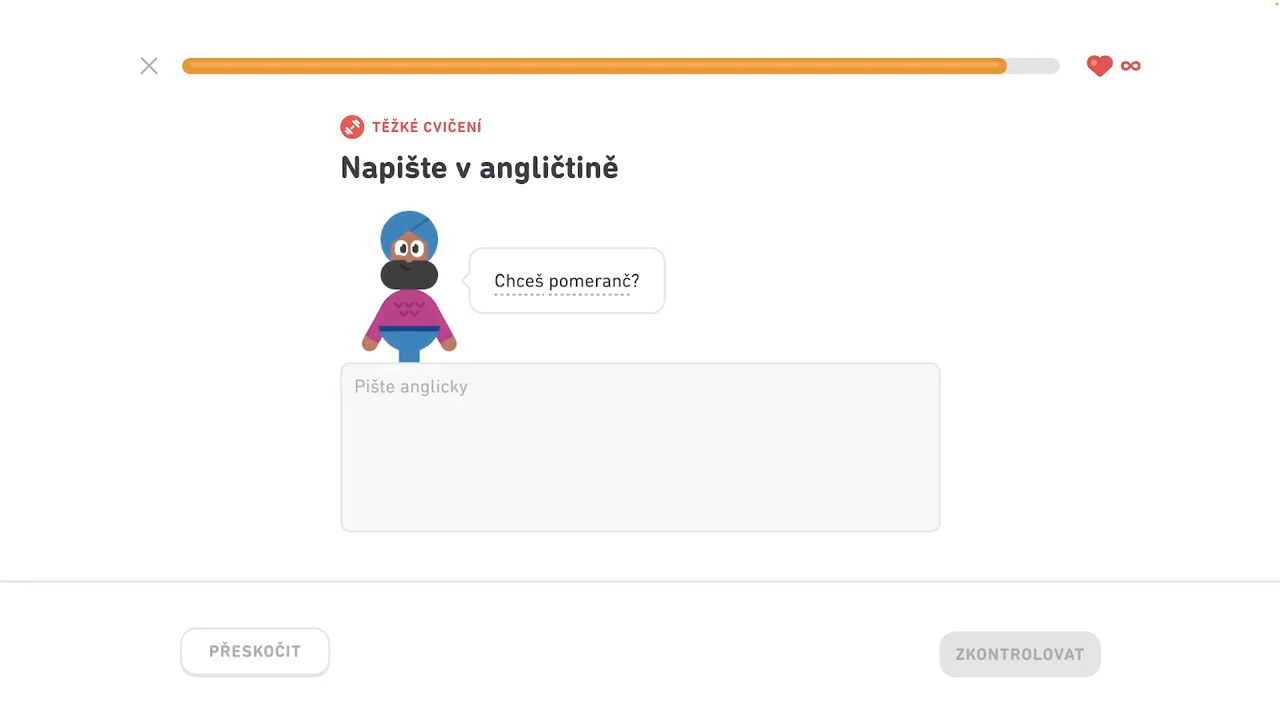 TĚŽKÉ CVIČENÍ
Napište v angličtině
Chceš pomeranč?
Pište anglicky
PŘESKOČIT
ZKONTROLOVAT